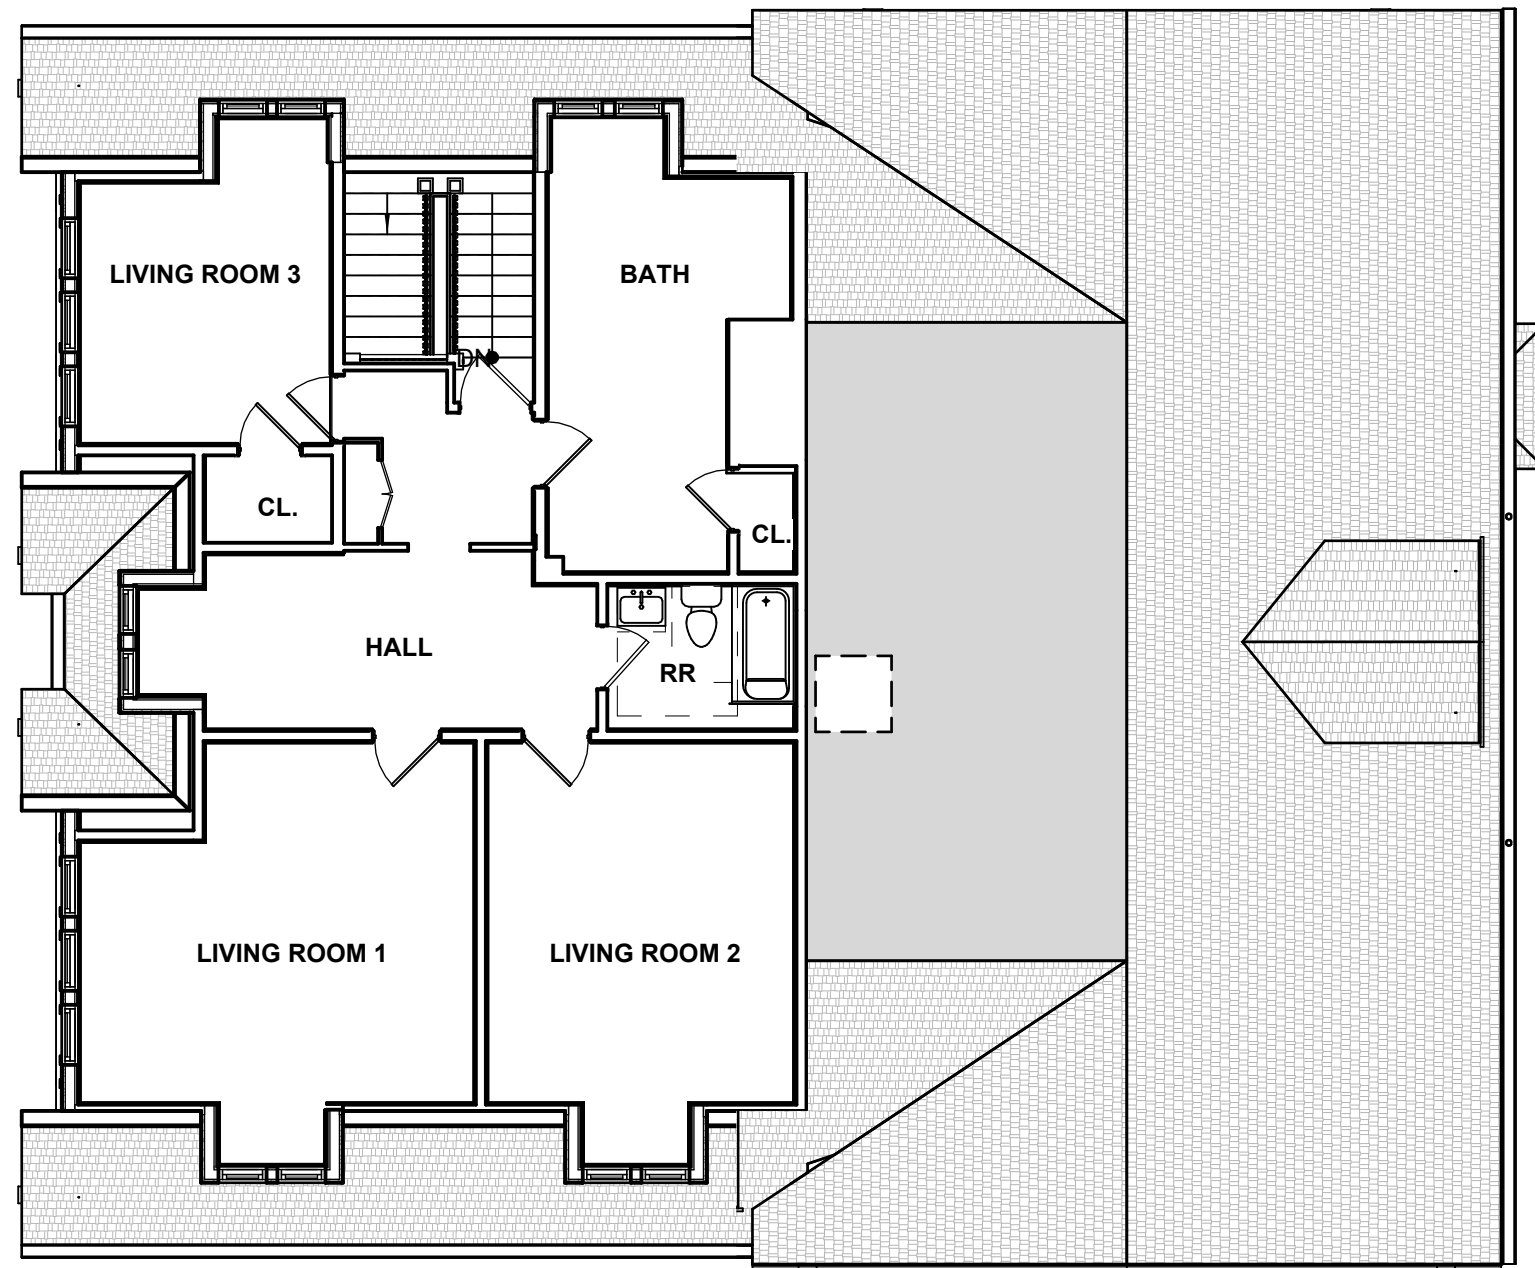 LIVING ROOM 3
BATH
DN
CL.
CL.
HALL
RR
LIVING ROOM 1
LIVING ROOM 2